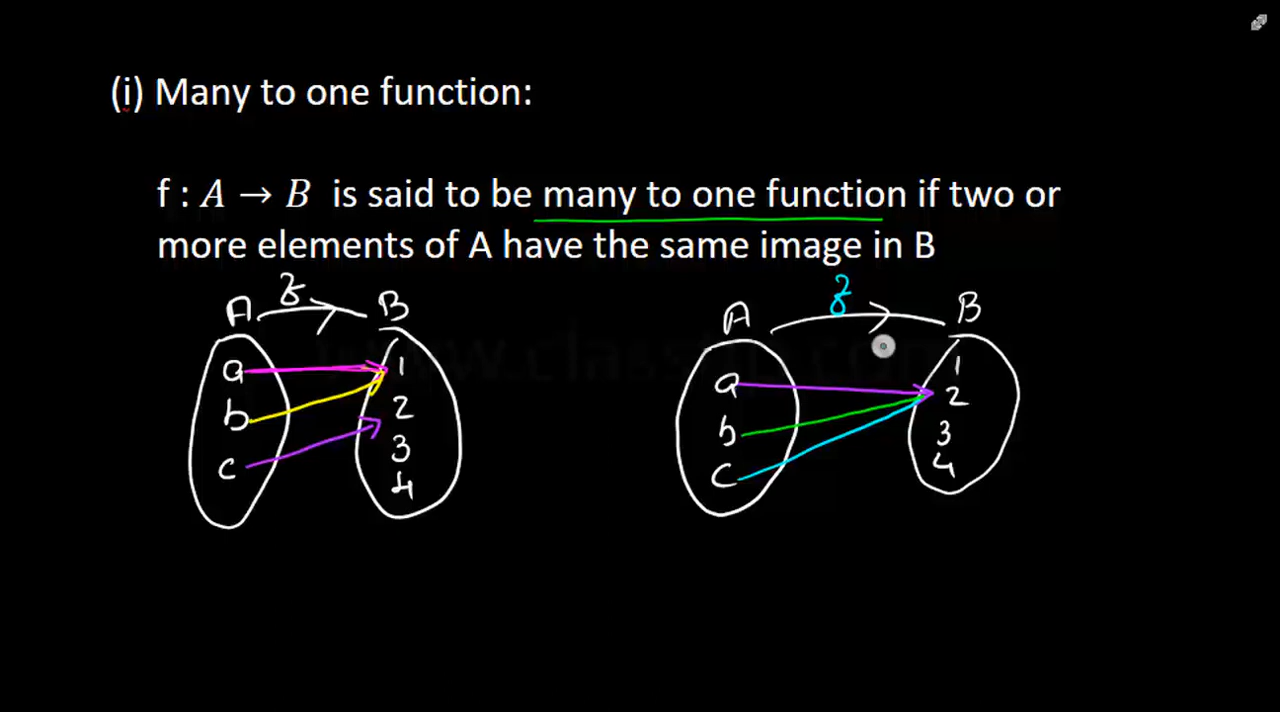 (i) Many to one function:
f : A → B is said to be many to one function if two or
more elements of A have the same image in B
A f B
a 1
b 2
c 3
4
A f B
a 1
b 2
c 3
4